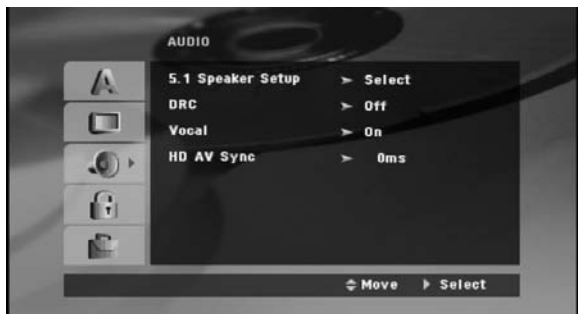 AUDIO
5.1 Speaker Setup ➤ Select
DRC ➤ Off
Vocal ➤ On
HD AV Sync ➤ 0ms
Move Select